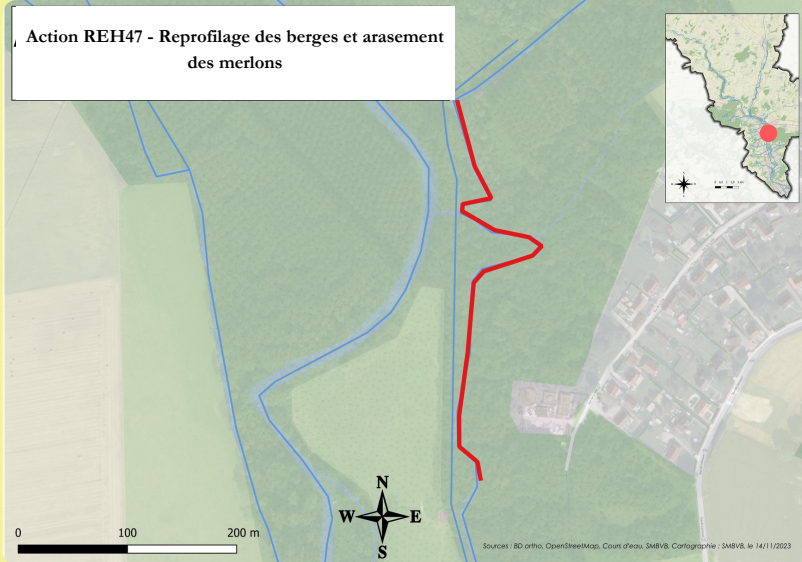 Action REH47 - Reprofilage des berges et arasement
des merlons
N
W E
S
0 100 200 m
Sources : BD ortho, OpenStreetMap, Cours d'eau, SMBVB, Cartographie : SMBVB, le 14/11/2023